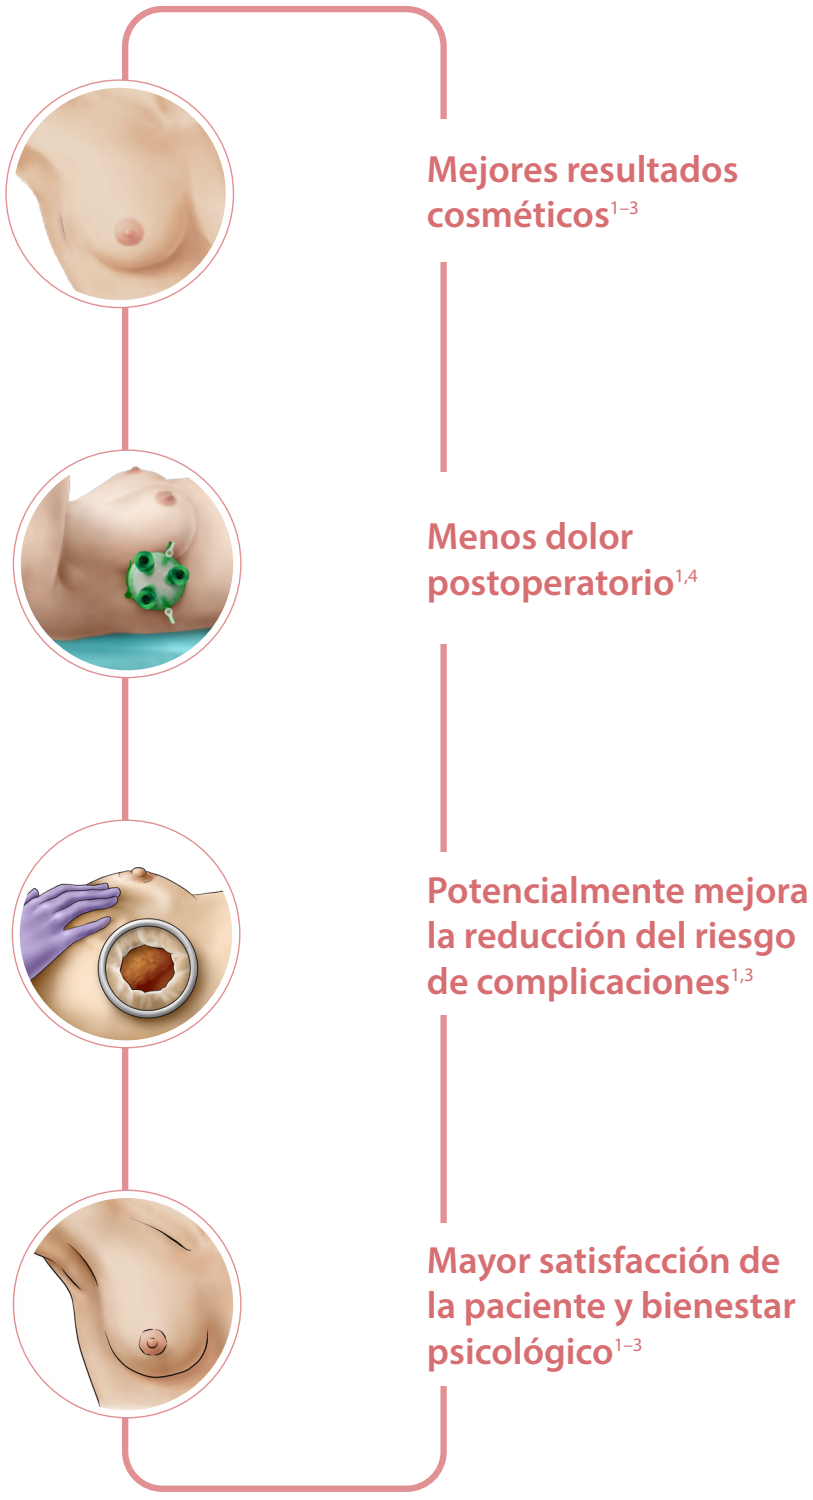 Mejores resultados
cosméticos1–3
Menos dolor
postoperatorio1,4
Potencialmente mejora
la reducción del riesgo
de complicaciones1,3
Mayor satisfacción de
la paciente y bienestar
psicológico1–3